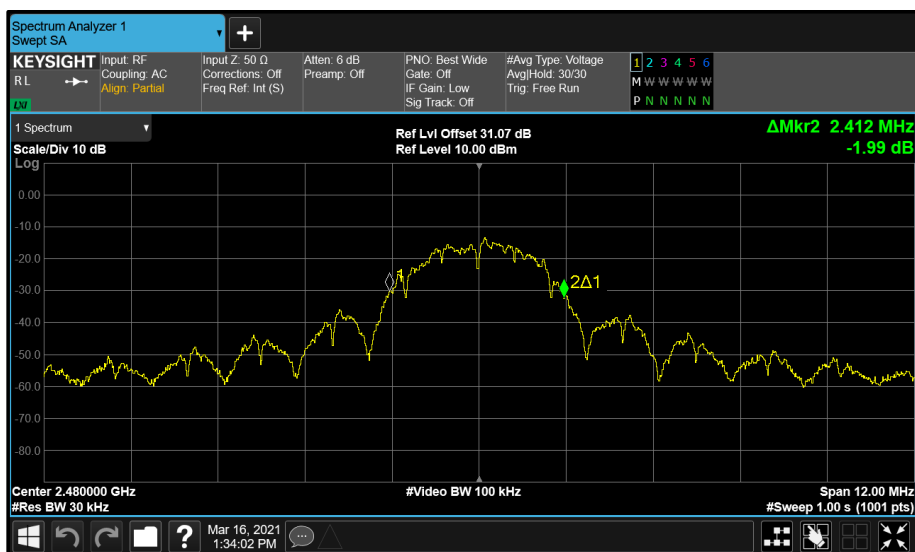 Spectrum Analyzer 1
Swept SA
+
KEYSIGHT
R L
LXI
Input: RF
Coupling: AC
Align: Partial
Input Z: 50 Ω
Corrections: Off
Freq Ref: Int (S)
Atten: 6 dB
Preamp: Off
PNO: Best Wide
Gate: Off
IF Gain: Low
Sig Track: Off
#Avg Type: Voltage
Avg|Hold: 30/30
Trig: Free Run
1 2 3 4 5 6
M W W W W W
P N N N N N
1 Spectrum
Scale/Div 10 dB
Ref Lvl Offset 31.07 dB
Ref Level 10.00 dBm
ΔMkr2 2.412 MHz
-1.99 dB
Log
0.00
-10.0
-20.0
-30.0
-40.0
-50.0
-60.0
-70.0
-80.0
1
2Δ1
Center 2.480000 GHz
#Res BW 30 kHz
#Video BW 100 kHz
Span 12.00 MHz
#Sweep 1.00 s (1001 pts)
?
Mar 16, 2021
1:34:02 PM